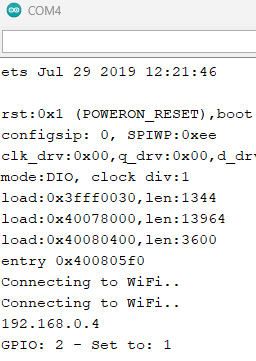 COM4
ets Jul 29 2019 12:21:46
rst:0x1 (POWERON_RESET),boot
configsip: 0, SPIWP:0xee
clk_drv:0x00,q_drv:0x00,d_drv
mode:DIO, clock div:1
load:0x3fff0030,len:1344
load:0x40078000,len:13964
load:0x40080400,len:3600
entry 0x400805f0
Connecting to WiFi..
Connecting to WiFi..
192.168.0.4
GPIO: 2 - Set to: 1